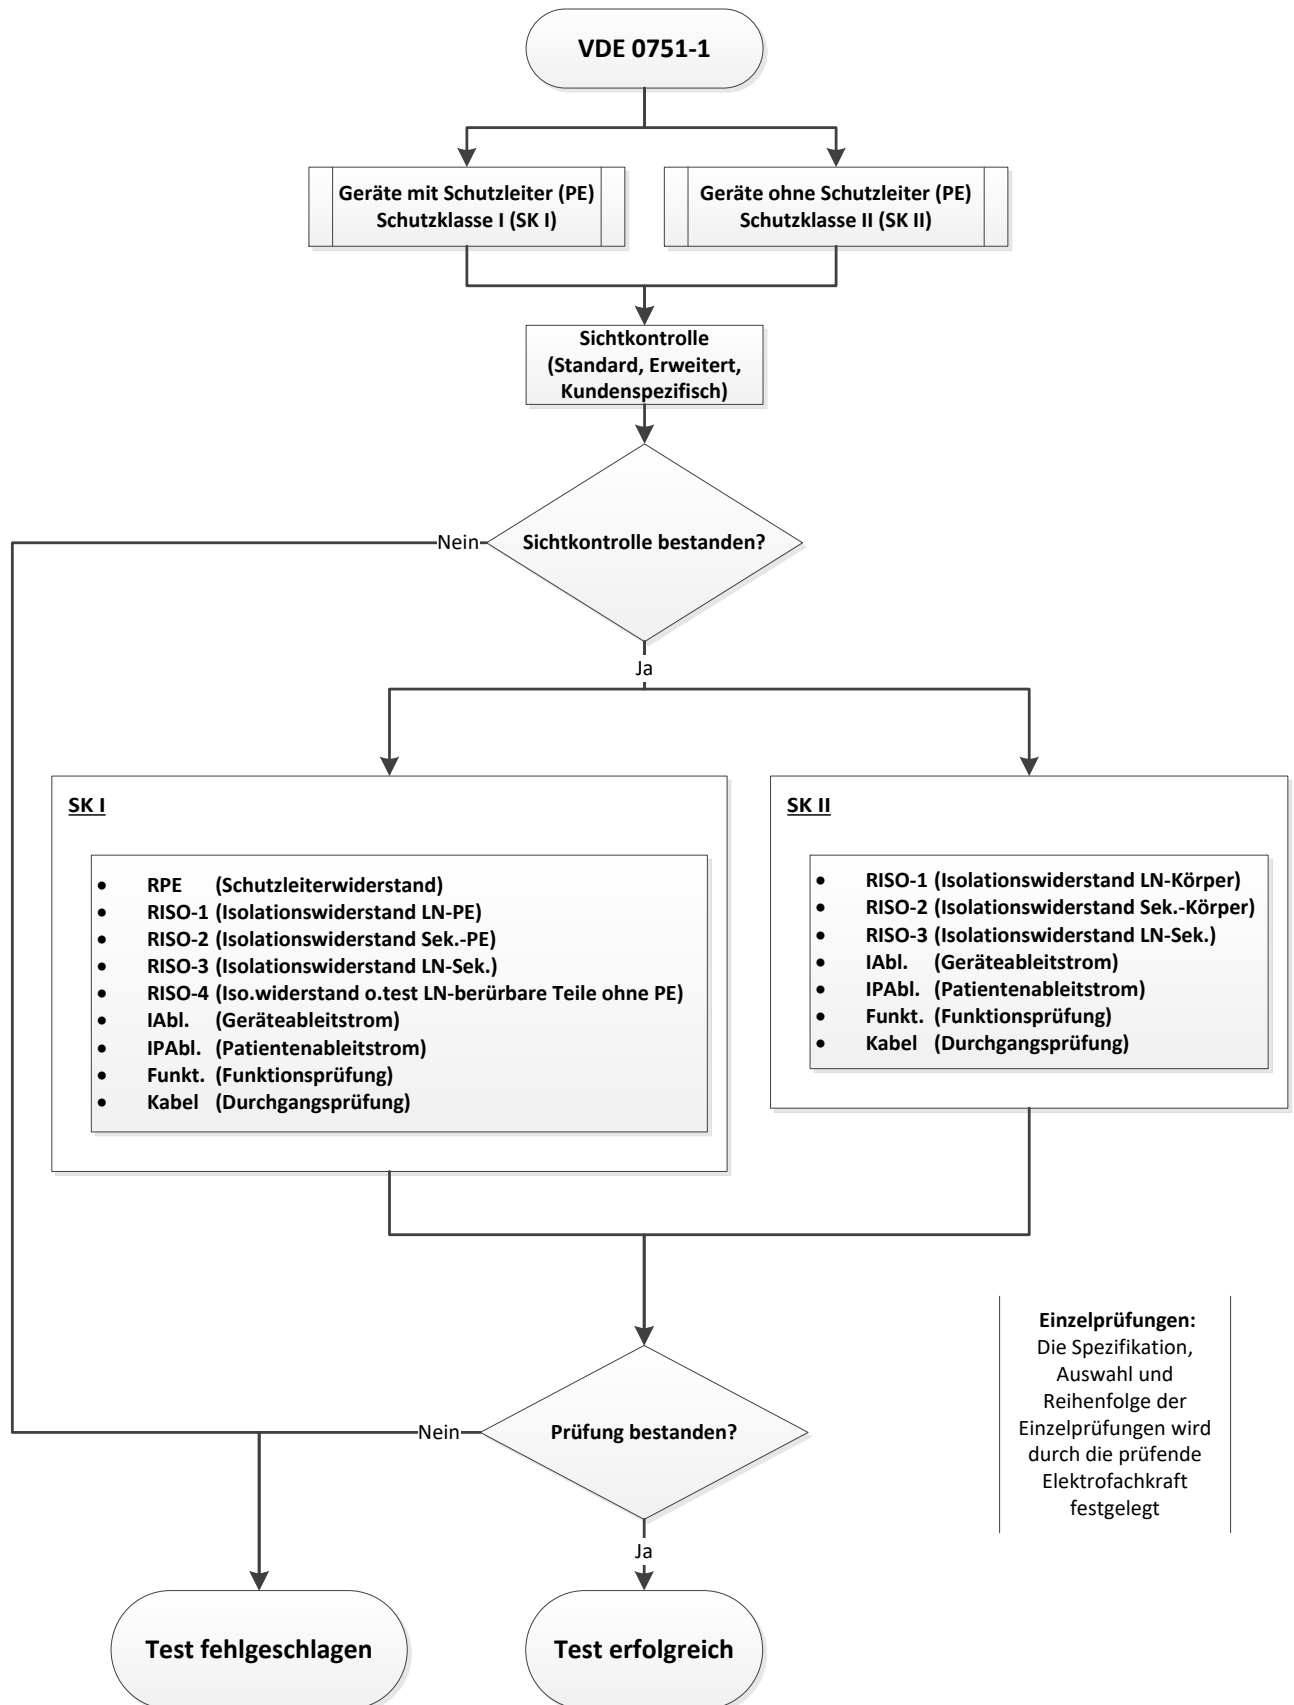 VDE 0751-1
Geräte mit Schutzleiter (PE)
Schutzklasse I (SK I)
Geräte ohne Schutzleiter (PE)
Schutzklasse II (SK II)
Sichtkontrolle
(Standard, Erweitert,
Kundenspezifisch)
Nein
Sichtkontrolle bestanden?
Ja
SK I
• RPE (Schutzleiterwiderstand)
• RISO-1 (Isolationswiderstand LN-PE)
• RISO-2 (Isolationswiderstand Sek.-PE)
• RISO-3 (Isolationswiderstand LN-Sek.)
• RISO-4 (Iso.widerstand o.test LN-berürbare Teile ohne PE)
• IAbl. (Geräteableitstrom)
• IPAbl. (Patientenableitstrom)
• Funkt. (Funktionsprüfung)
• Kabel (Durchgangsprüfung)
SK II
• RISO-1 (Isolationswiderstand LN-Körper)
• RISO-2 (Isolationswiderstand Sek.-Körper)
• RISO-3 (Isolationswiderstand LN-Sek.)
• IAbl. (Geräteableitstrom)
• IPAbl. (Patientenableitstrom)
• Funkt. (Funktionsprüfung)
• Kabel (Durchgangsprüfung)
Einzelprüfungen:
Die Spezifikation,
Auswahl und
Reihenfolge der
Einzelprüfungen wird
durch die prüfende
Elektrofachkraft
festgelegt
Nein
Prüfung bestanden?
Ja
Test fehlgeschlagen
Test erfolgreich